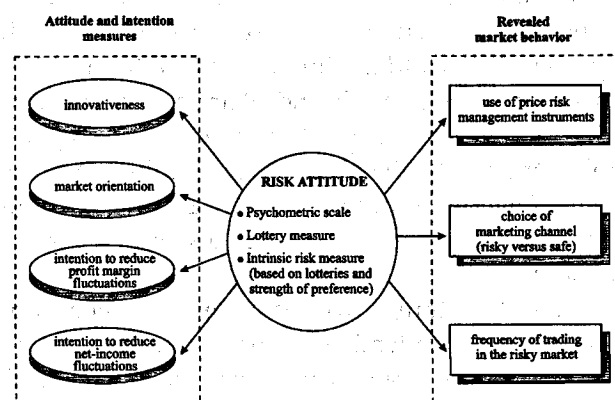 Attitude and intention
measures
Revealed
market behavior
innovativeness
market orientation
intention to reduce
profit margin
fluctuations
intention to reduce
net-income
fluctuations
RISK ATTITUDE
• Psychometric scale
• Lottery measure
• Intrinsic risk measure
(based on lotteries and
strength of preference)
use of price risk
management instruments
choice of
marketing channel
(risky versus safe)
frequency of trading
in the risky market